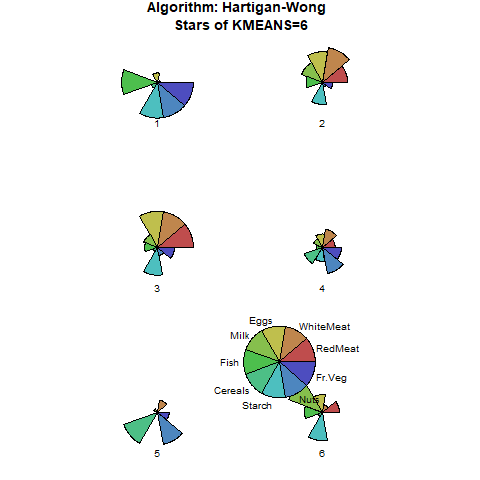 Algorithm: Hartigan-Wong
Stars of KMEANS=6
1
2
3
4
Eggs
WhiteMeat
Milk
RedMeat
Fish
Fr.Veg
Cereals
Nuts
Starch
5
6